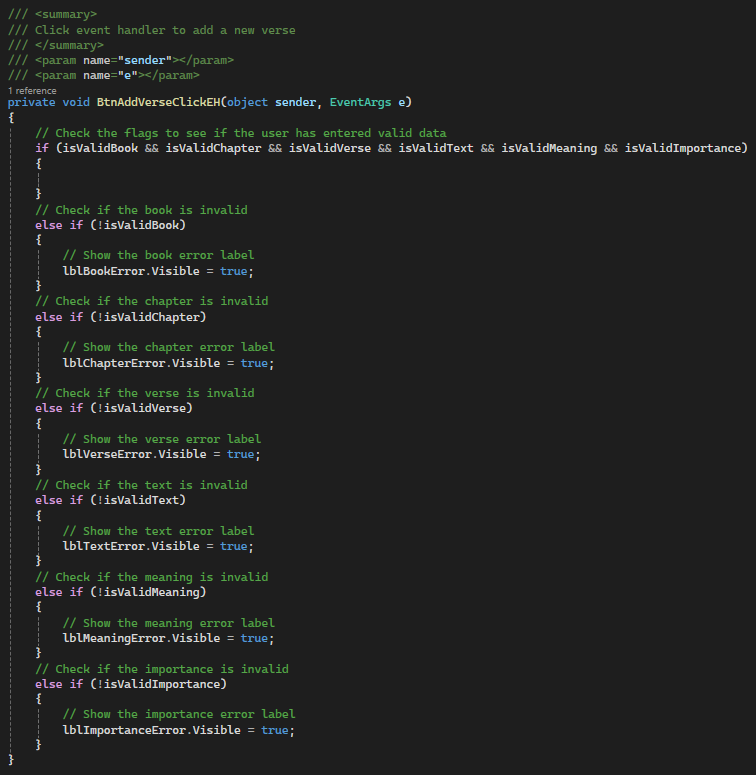 /// <summary>
/// Click event handler to add a new verse
/// </summary>
/// <param name="sender"></param>
/// <param name="e"></param>
1 reference
private void BtnAddVerseClickEH(object sender, EventArgs e)
{
    // Check the flags to see if the user has entered valid data
    if (isValidBook && isValidChapter && isValidVerse && isValidText && isValidMeaning && isValidImportance)
    {
    }
    // Check if the book is invalid
    else if (!isValidBook)
    {
        // Show the book error label
        lblBookError.Visible = true;
    }
    // Check if the chapter is invalid
    else if (!isValidChapter)
    {
        // Show the chapter error label
        lblChapterError.Visible = true;
    }
    // Check if the verse is invalid
    else if (!isValidVerse)
    {
        // Show the verse error label
        lblVerseError.Visible = true;
    }
    // Check if the text is invalid
    else if (!isValidText)
    {
        // Show the text error label
        lblTextError.Visible = true;
    }
    // Check if the meaning is invalid
    else if (!isValidMeaning)
    {
        // Show the meaning error label
        lblMeaningError.Visible = true;
    }
    // Check if the importance is invalid
    else if (!isValidImportance)
    {
        // Show the importance error label
        lblImportanceError.Visible = true;
    }
}